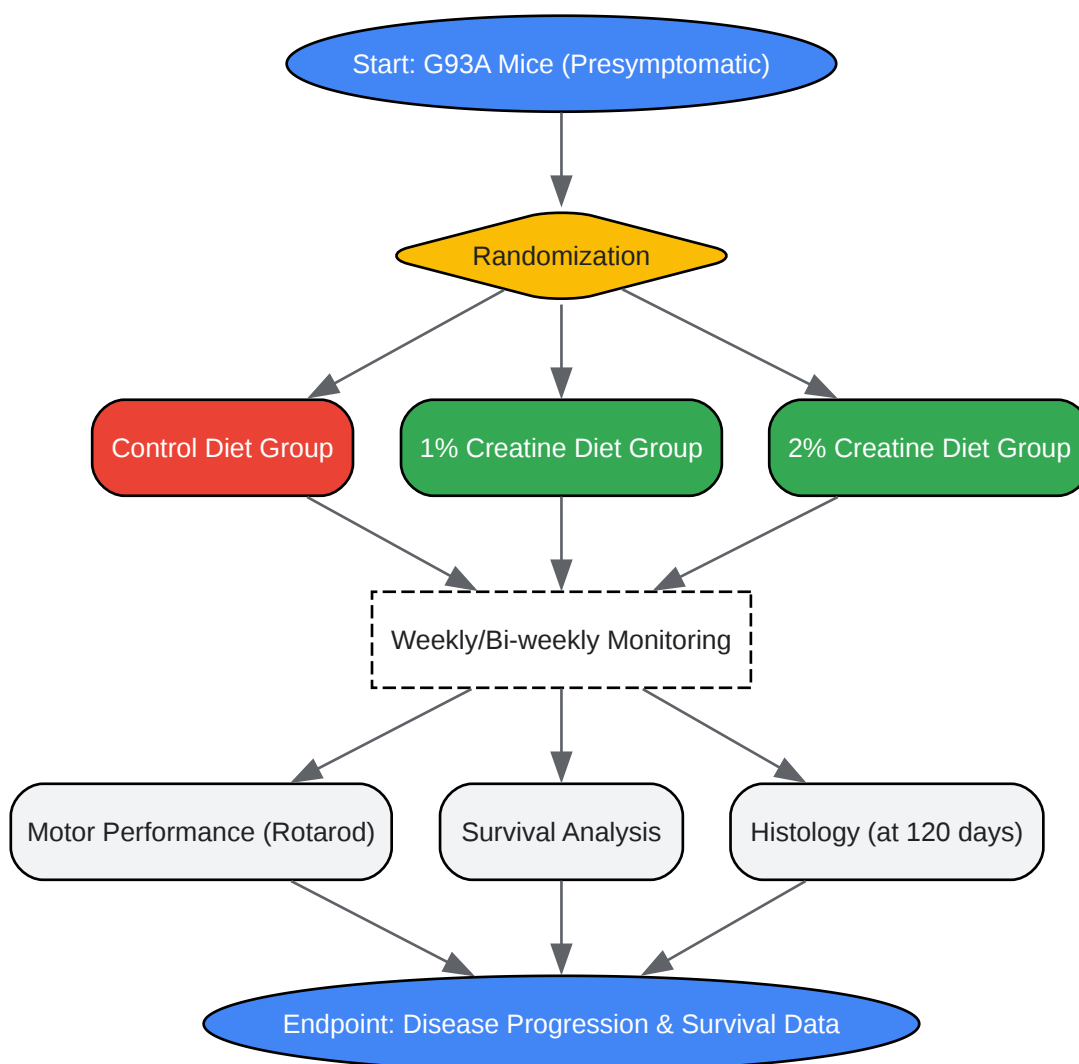 Start: G93A Mice (Presymptomatic)
Randomization
Control Diet Group
1% Creatine Diet Group
2% Creatine Diet Group
Weekly/Bi-weekly Monitoring
Motor Performance (Rotarod)
Survival Analysis
Histology (at 120 days)
Endpoint: Disease Progression & Survival Data